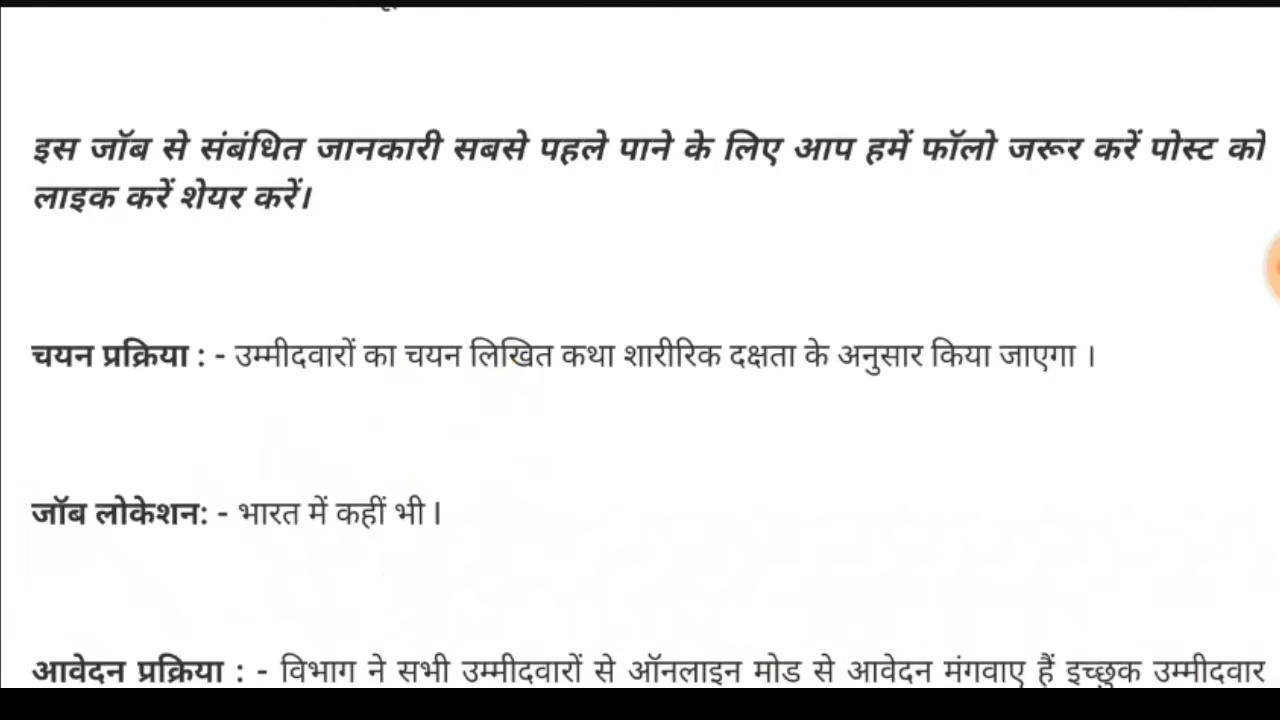 इस जॉब से संबंधित जानकारी सबसे पहले पाने के लिए आप हमें फॉलो जरूर करें पोस्ट को
लाइक करें शेयर करें।
चयन प्रक्रिया : - उम्मीदवारों का चयन लिखित कथा शारीरिक दक्षता के अनुसार किया जाएगा ।
जॉब लोकेशन: - भारत में कहीं भी ।
आवेदन प्रक्रिया : - विभाग ने सभी उम्मीदवारों से ऑनलाइन मोड से आवेदन मंगवाए हैं इच्छुक उम्मीदवार